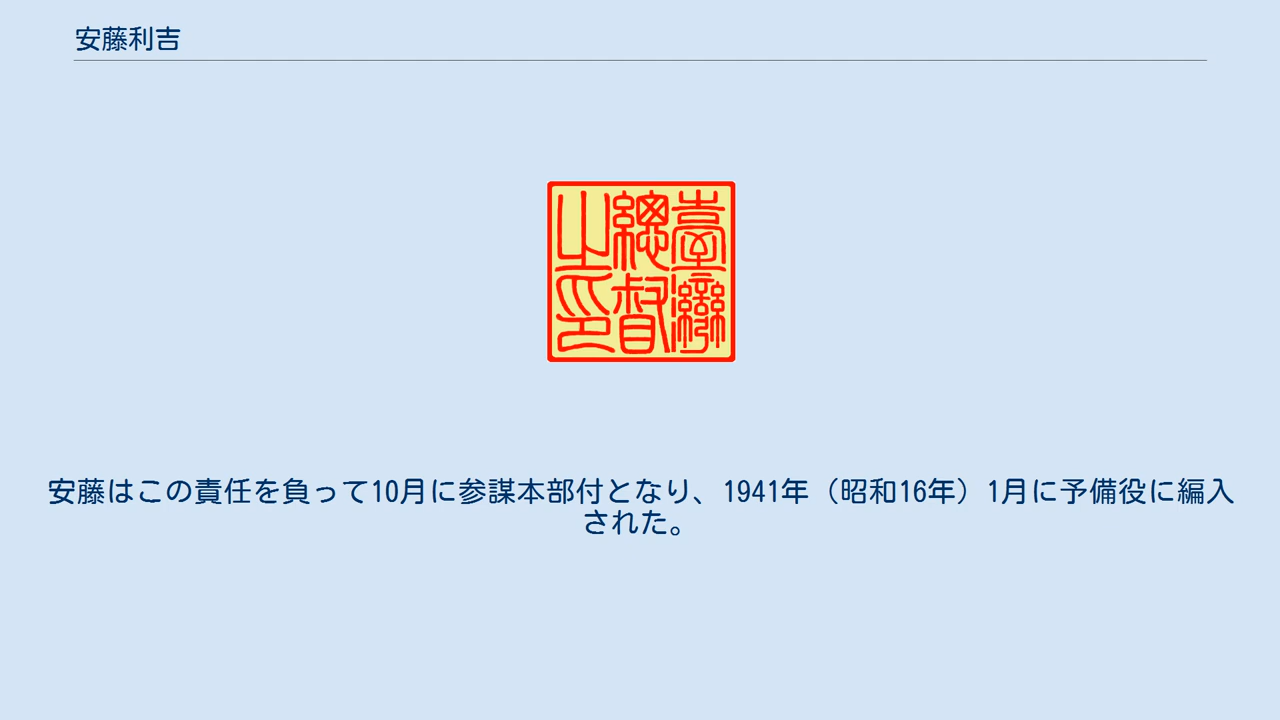 安藤利吉
臺灣
總督
之印
安藤はこの責任を負って10月に参謀本部付となり、1941年（昭和16年）1月に予備役に編入
された。